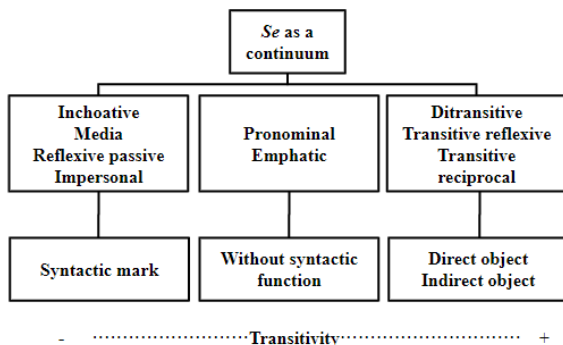 Se as a
continuum
Inchoative
Media
Reflexive passive
Impersonal
Pronominal
Emphatic
Ditransitive
Transitive reflexive
Transitive
reciprocal
Syntactic mark
Without syntactic
function
Direct object
Indirect object
- ····························Transitivity································ +